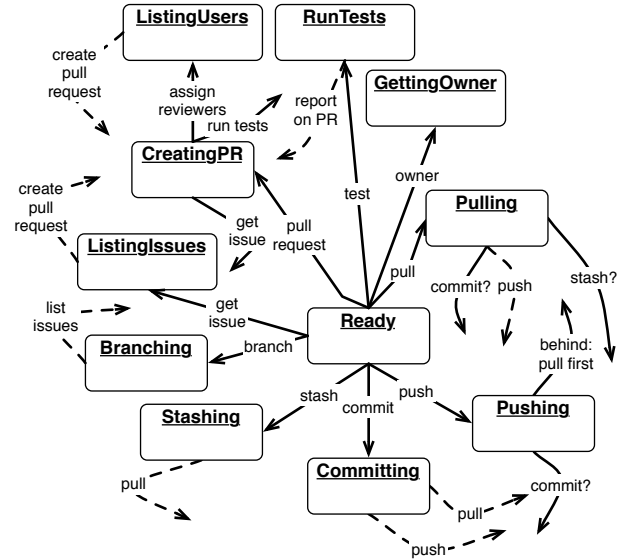 ListingUsers
RunTests
create
pull
request
GettingOwner
assign
reviewers
report
on PR
run tests
CreatingPR
owner
test
create
pull
request
Pulling
get
issue
pull
request
ListingIssues
pull
stash?
commit?
push
list
issues
get
issue
Ready
Branching
branch
behind:
pull first
stash
commit
push
Stashing
Pushing
Committing
pull
commit?
pull
push